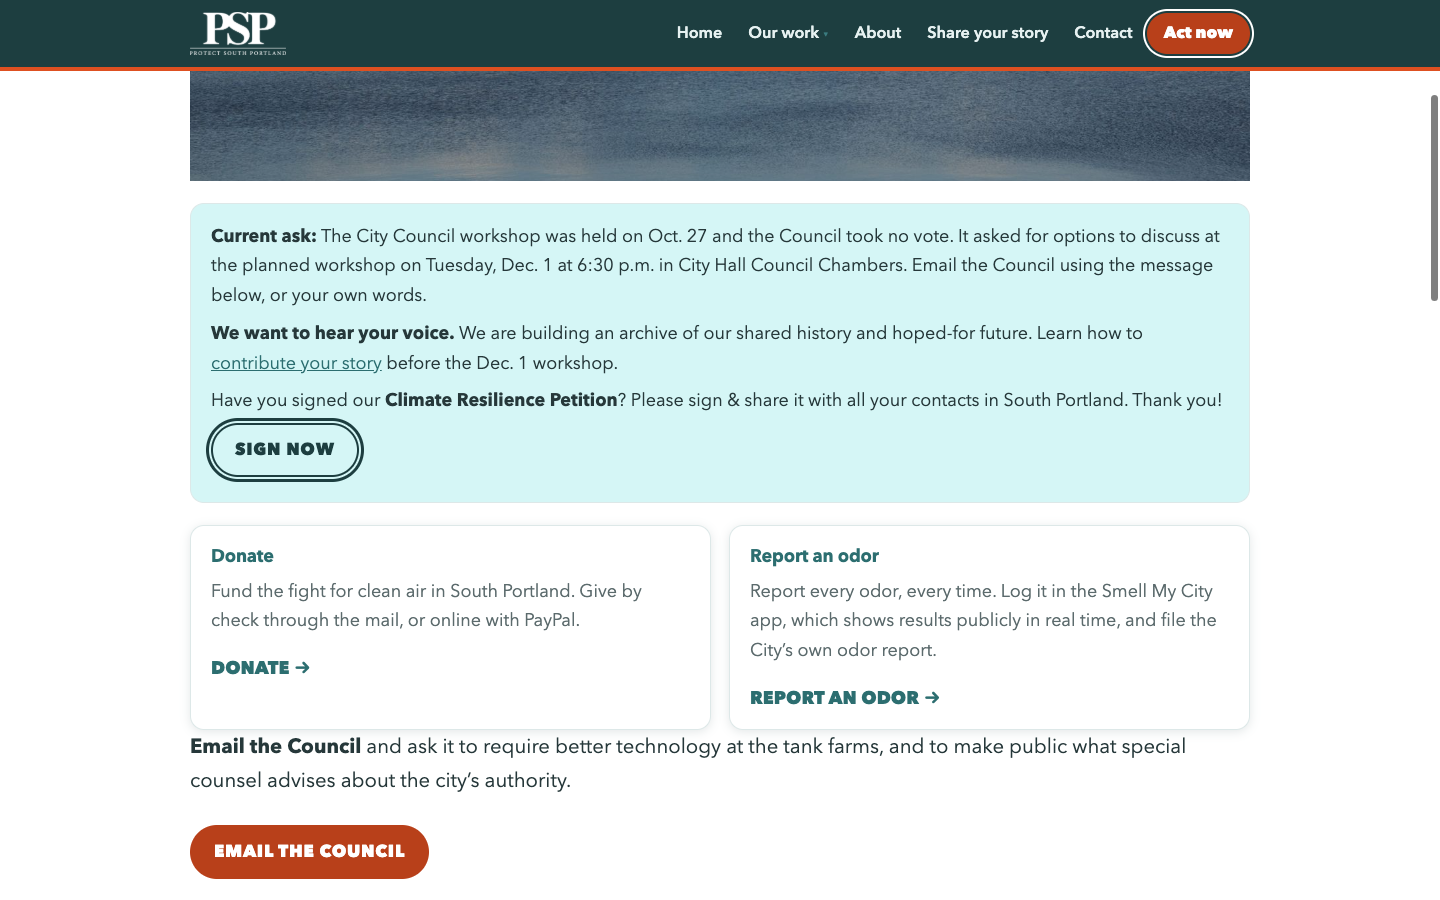 PSP
PROTECT SOUTH PORTLAND
Home
Our work
About
Share your story
Contact
Act now
Current ask: The City Council workshop was held on Oct. 27 and the Council took no vote. It asked for options to discuss at
the planned workshop on Tuesday, Dec. 1 at 6:30 p.m. in City Hall Council Chambers. Email the Council using the message
below, or your own words.
We want to hear your voice. We are building an archive of our shared history and hoped-for future. Learn how to
contribute your story before the Dec. 1 workshop.
Have you signed our Climate Resilience Petition? Please sign & share it with all your contacts in South Portland. Thank you!
SIGN NOW
Donate
Fund the fight for clean air in South Portland. Give by
check through the mail, or online with PayPal.
DONATE →
Report an odor
Report every odor, every time. Log it in the Smell My City
app, which shows results publicly in real time, and file the
City’s own odor report.
REPORT AN ODOR →
Email the Council and ask it to require better technology at the tank farms, and to make public what special
counsel advises about the city’s authority.
EMAIL THE COUNCIL